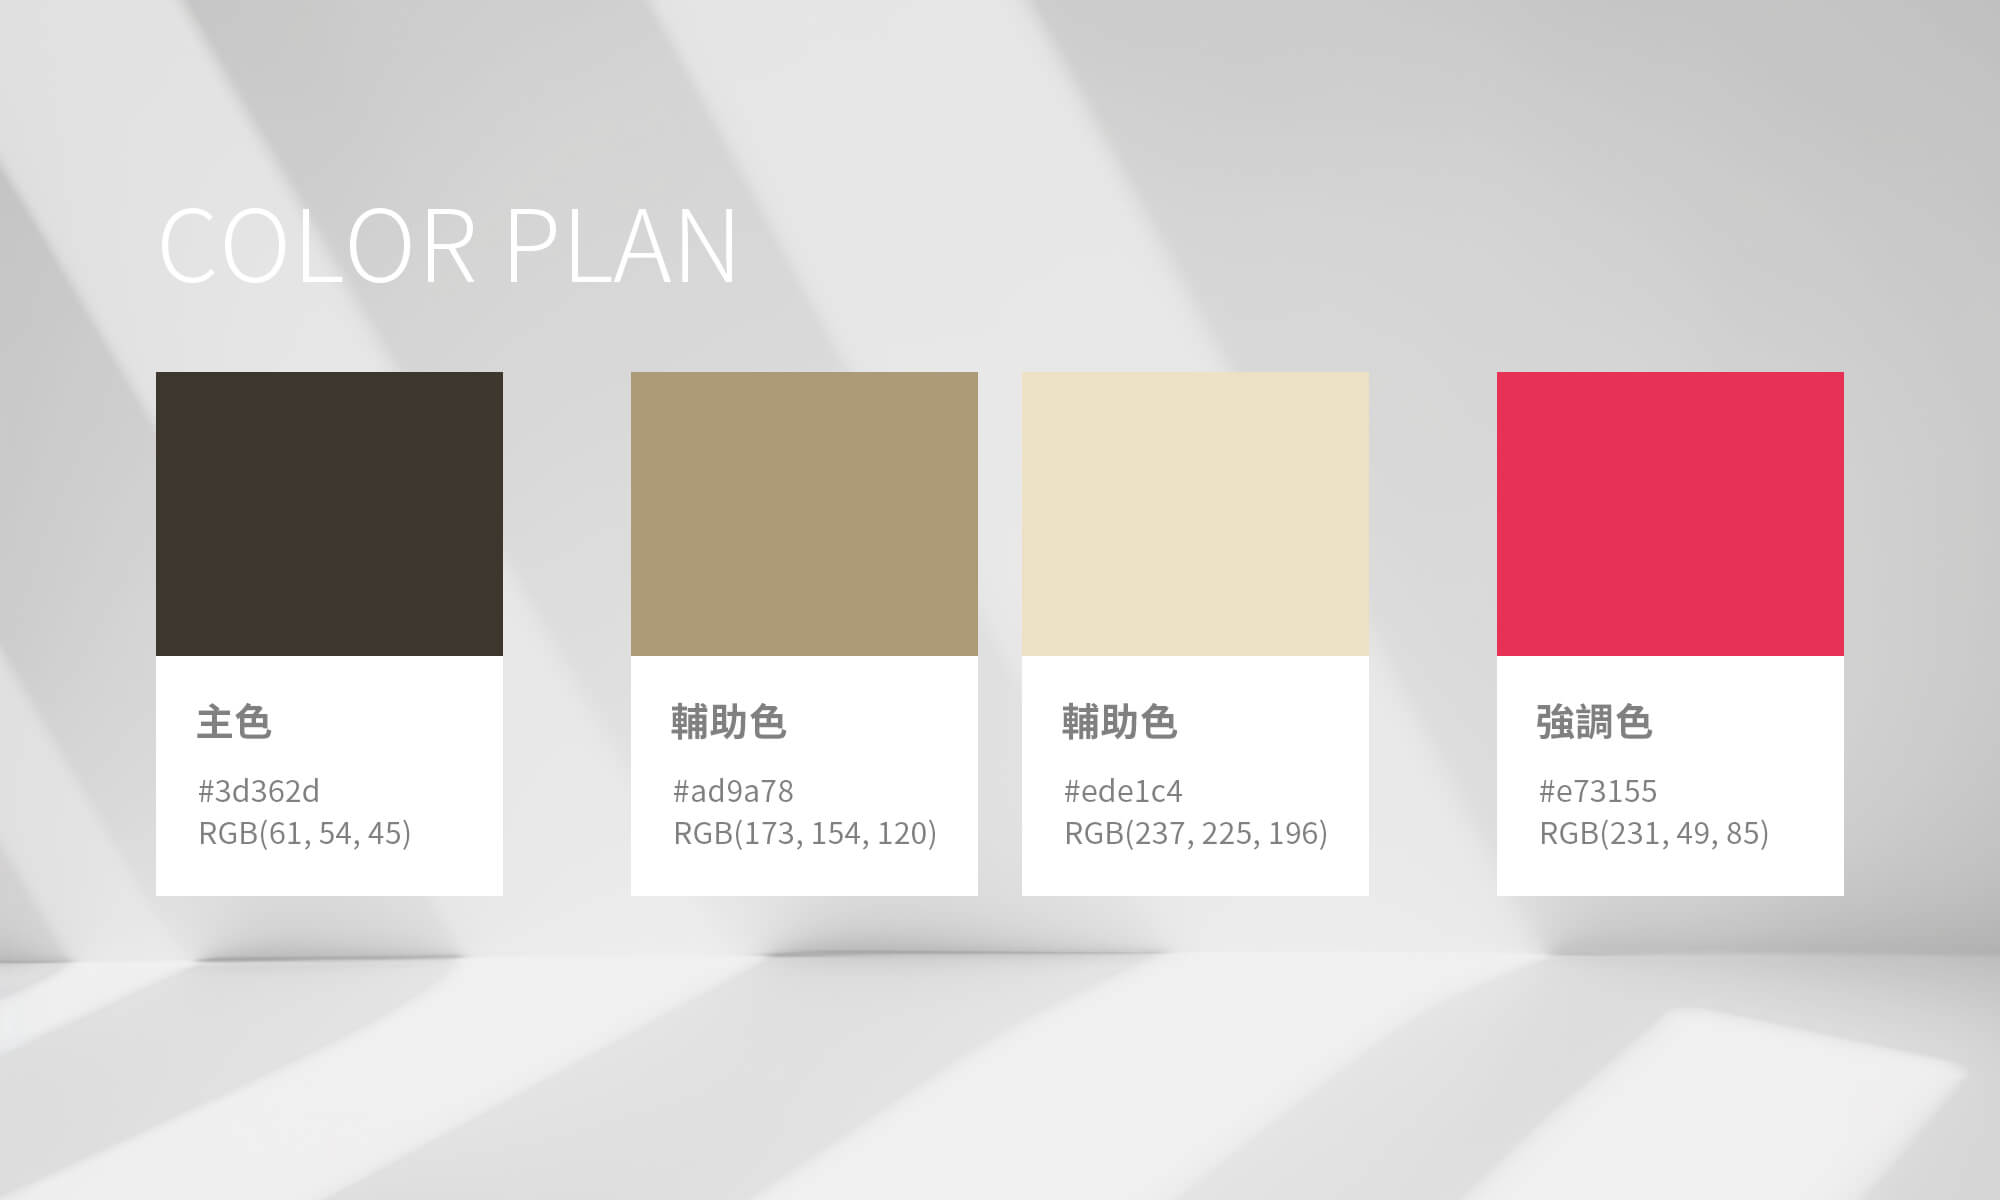 COLOR PLAN
主色
#3d362d
RGB(61, 54, 45)
輔助色
#ad9a78
RGB(173, 154, 120)
輔助色
#ede1c4
RGB(237, 225, 196)
強調色
#e73155
RGB(231, 49, 85)